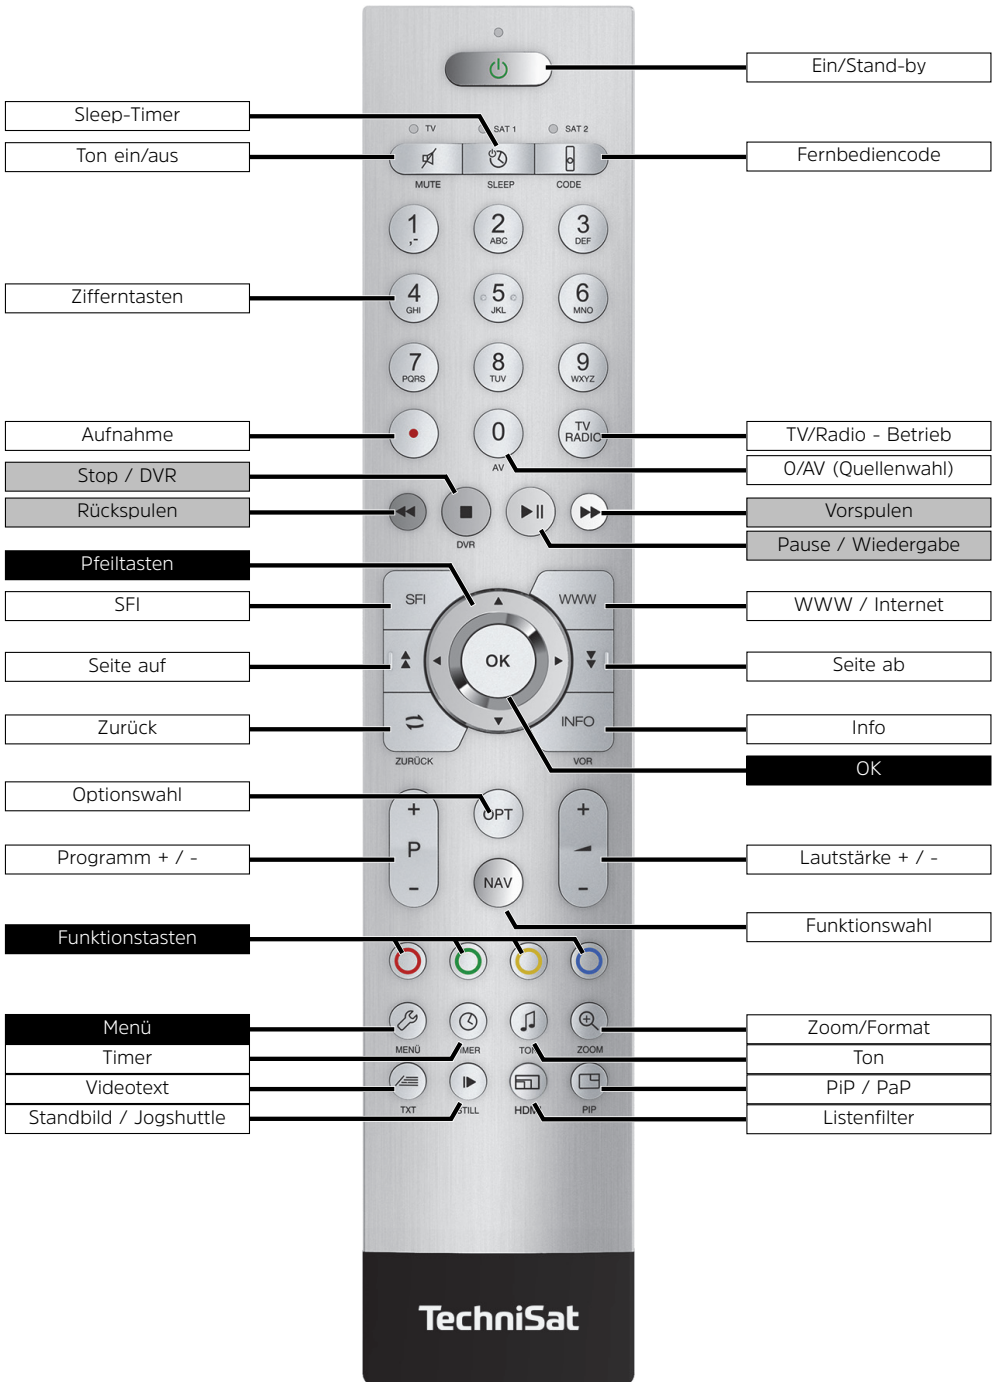 Ein/Stand-by
Sleep-Timer
TV
SAT 1
SAT 2
Ton ein/aus
Fernbediencode
MUTE
SLEEP
CODE
1
,-
2
ABC
3
DEF
Zifferntasten
4
GHI
5
JKL
6
MNO
7
PQRS
8
TUV
9
WXYZ
Aufnahme
0
AV
TV
RADIO
TV/Radio - Betrieb
0/AV (Quellenwahl)
Stop / DVR
Rückspulen
DVR
Vorspulen
Pause / Wiedergabe
Pfeiltasten
SFI
SFI
WWW
WWW / Internet
Seite auf
OK
Seite ab
Zurück
ZURÜCK
INFO
VOR
Info
OK
Optionswahl
OPT
Programm + / -
+
P
-
+
-
Lautstärke + / -
NAV
Funktionswahl
Funktionstasten
Menü
MENÜ
TIMER
TON
ZOOM
Zoom/Format
Timer
Ton
Videotext
TXT
STILL
HDMI
PIP
PiP / PaP
Standbild / Jogshuttle
Listenfilter
TechniSat